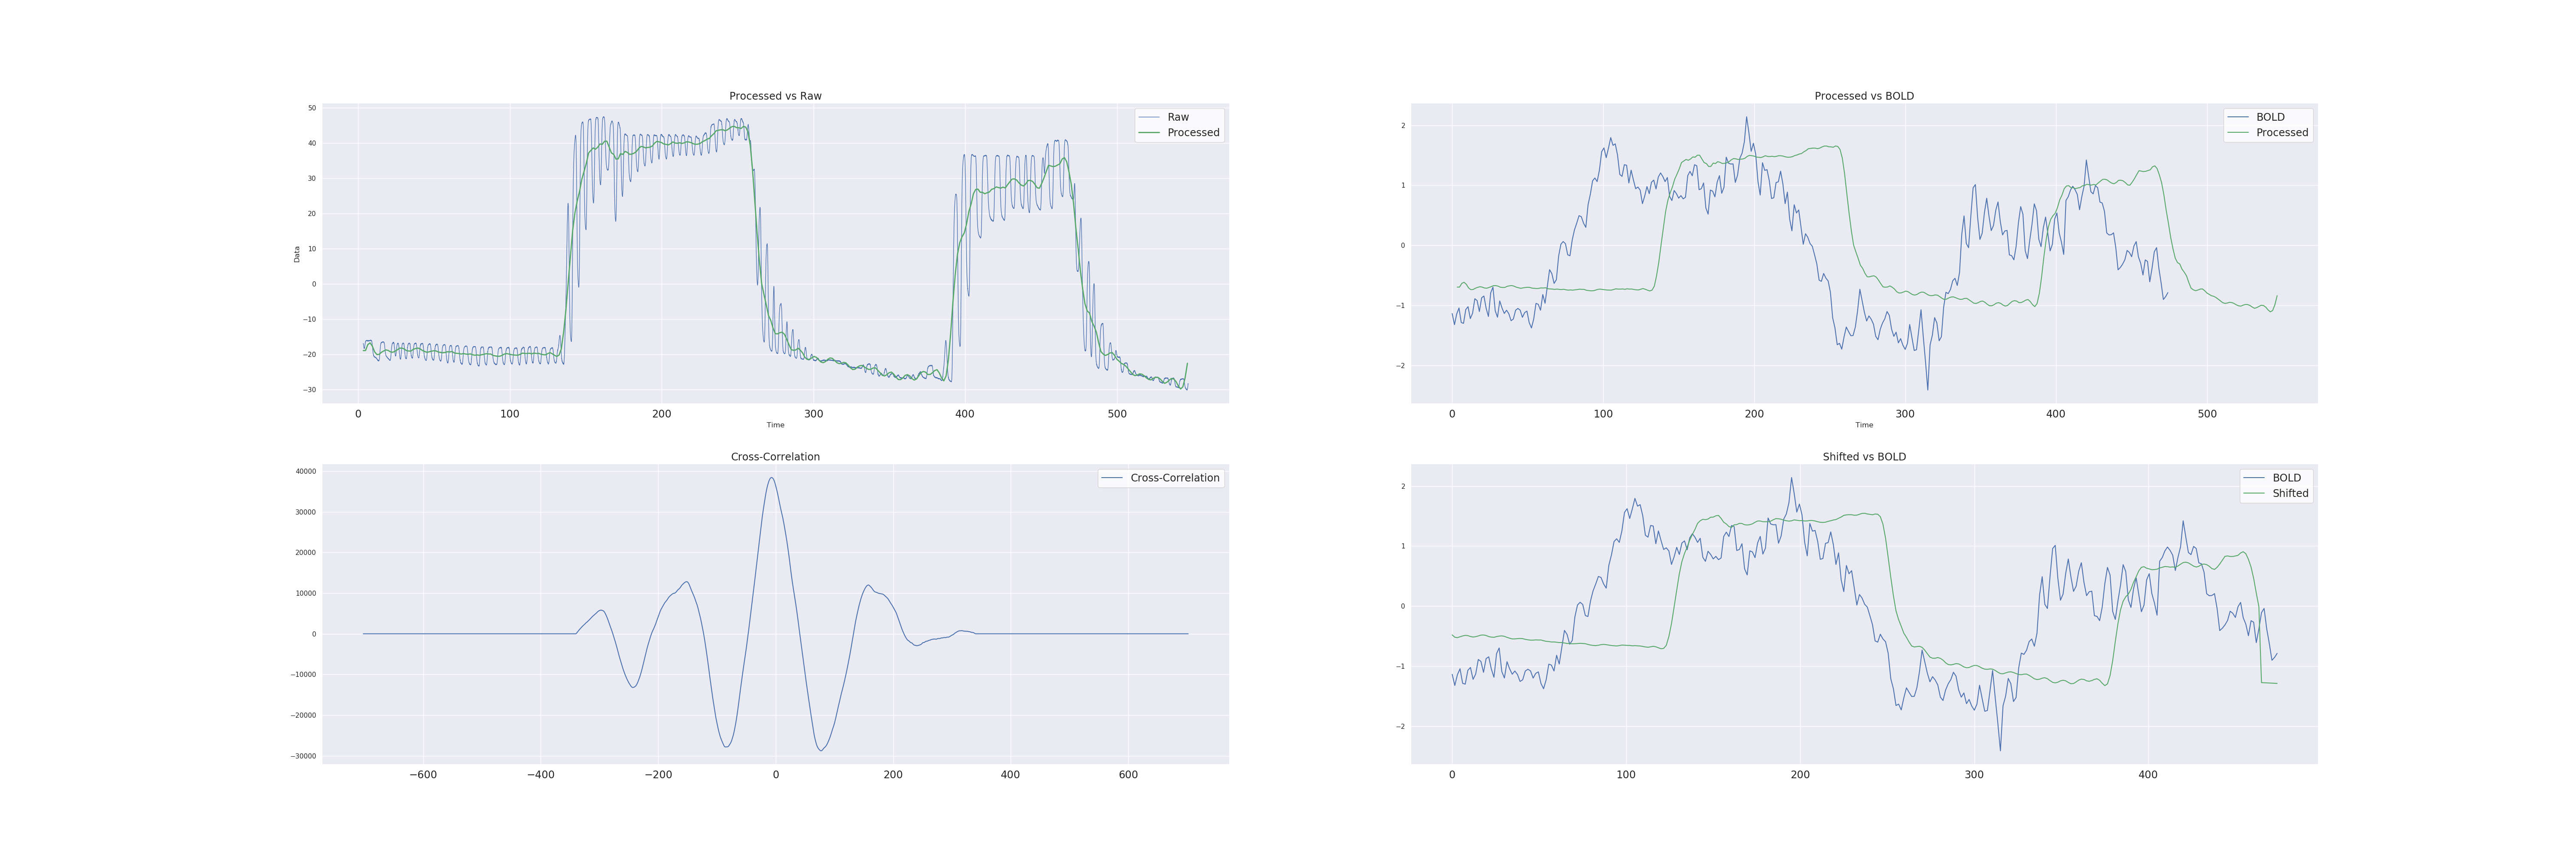 Processed vs Raw
50
40
30
20
10
0
−10
−20
−30
Data
Raw
Processed
0 100 200 300 400 500
Time
Processed vs BOLD
2
1
0
−1
−2
BOLD
Processed
0 100 200 300 400 500
Time
Cross-Correlation
40000
30000
20000
10000
0
−10000
−20000
−30000
Cross-Correlation
−600 −400 −200 0 200 400 600
Shifted vs BOLD
2
1
0
−1
−2
BOLD
Shifted
0 100 200 300 400